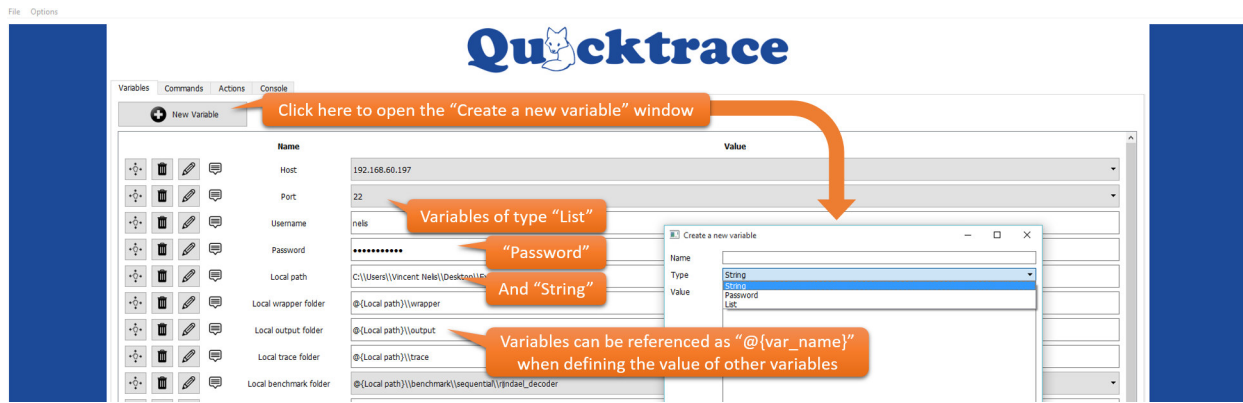 File Options
Quicktrace
Variables Commands Actions Console
New Variable
Click here to open the “Create a new variable” window
Name Value
Host 192.168.60.197
Port 22
Variables of type “List”
Username nelis
“Password”
Password
Local path C:\\Users\\Vincent Nelis\\Desktop\\
And “String”
Local wrapper folder @{Local path}\\wrapper
Local output folder @{Local path}\\output
Variables can be referenced as “@{var_name}”
when defining the value of other variables
Local trace folder @{Local path}\\trace
Local benchmark folder @{Local path}\\benchmark\\sequential\\rijndael_decoder
Create a new variable
Name
Type String
String
Password
List
Value